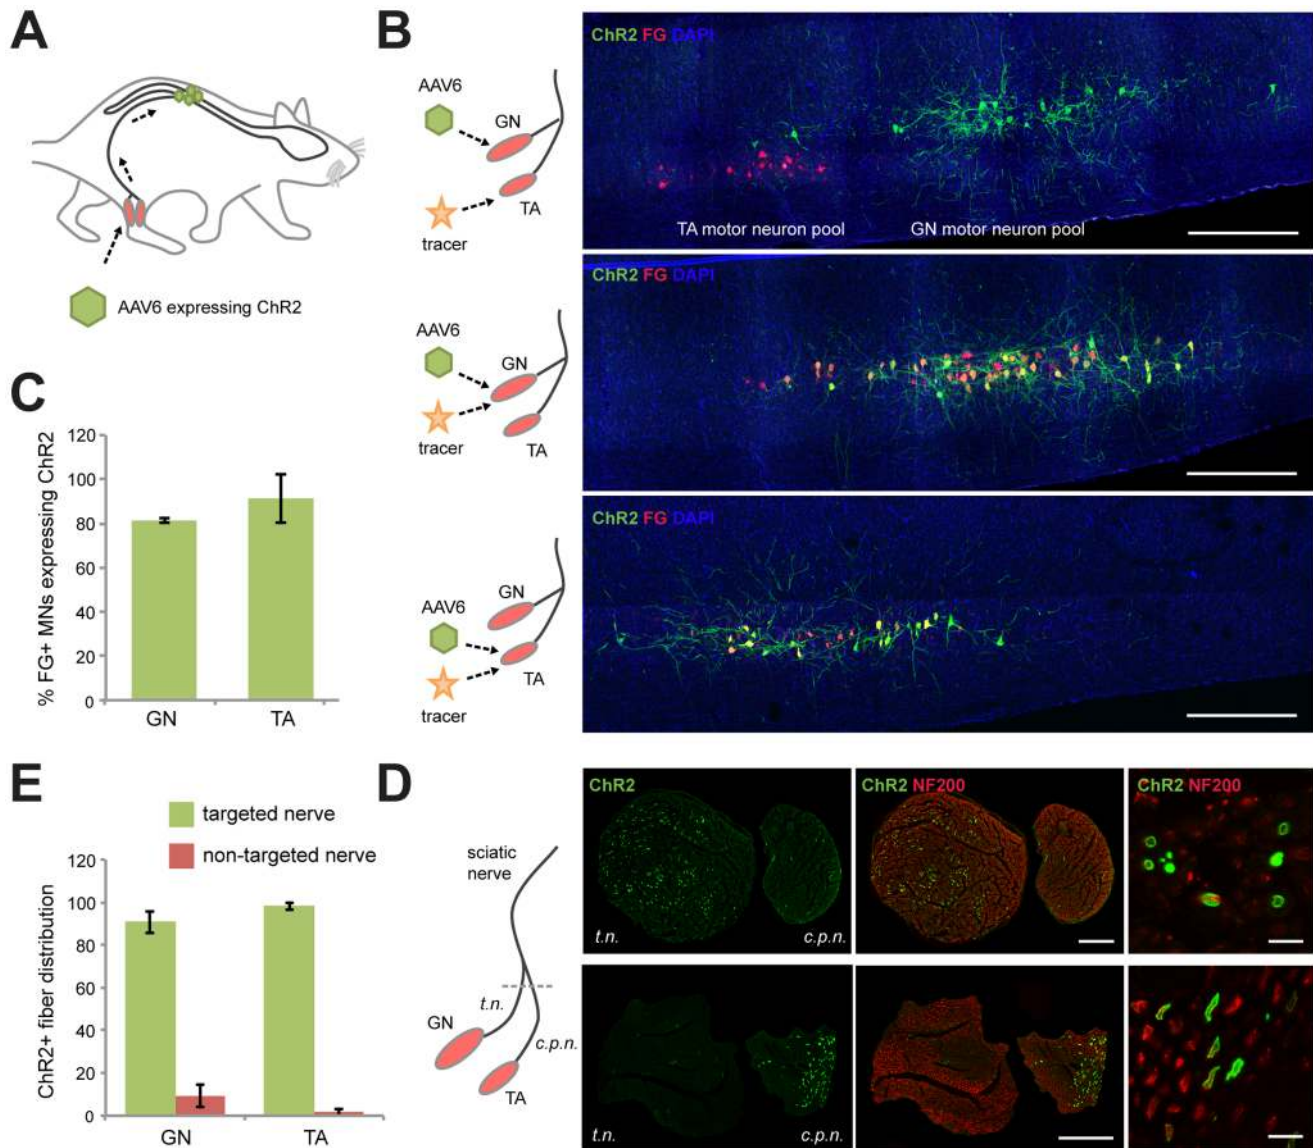 A
AAV6 expressing ChR2
B
AAV6
GN
TA
tracer
ChR2 FG DAPI
TA motor neuron pool
GN motor neuron pool
AAV6
GN
TA
tracer
ChR2 FG DAPI
GN
AAV6
TA
tracer
ChR2 FG DAPI
C
% FG+ MNs expressing ChR2
120
100
80
60
40
20
0
GN
TA
E
targeted nerve
non-targeted nerve
ChR2+ fiber distribution
120
100
80
60
40
20
0
GN
TA
D
sciatic
nerve
t.n.
GN
c.p.n.
TA
ChR2
t.n.
c.p.n.
ChR2 NF200
ChR2 NF200
t.n.
c.p.n.